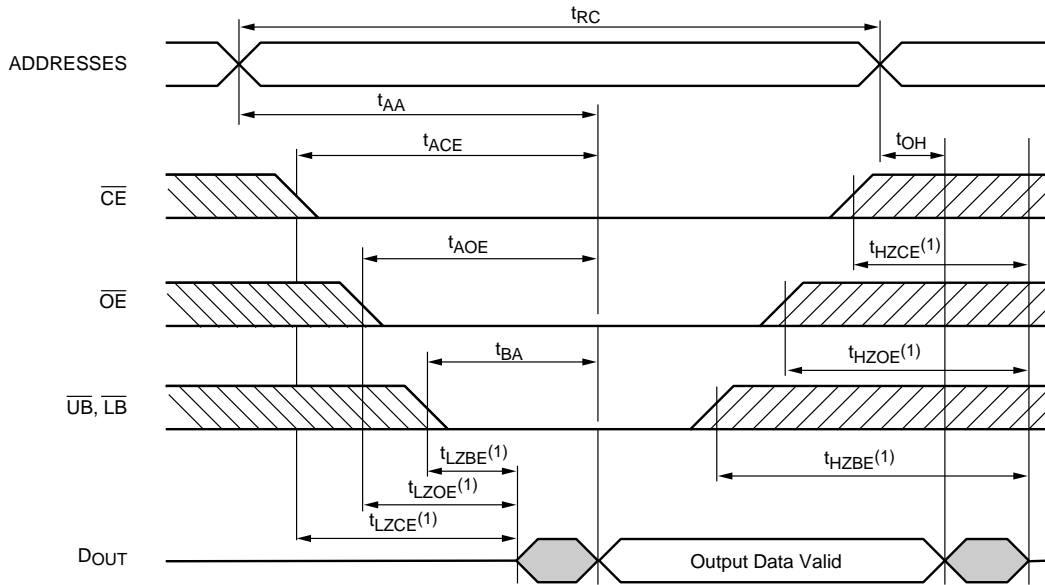 tRC
ADDRESSES
tAA
tACE
tOH
CE
tAOE
tHZCE(1)
OE
tBA
tHZOE(1)
UB, LB
tLZBE(1)
tHZBE(1)
tLZOE(1)
tLZCE(1)
DOUT
Output Data Valid